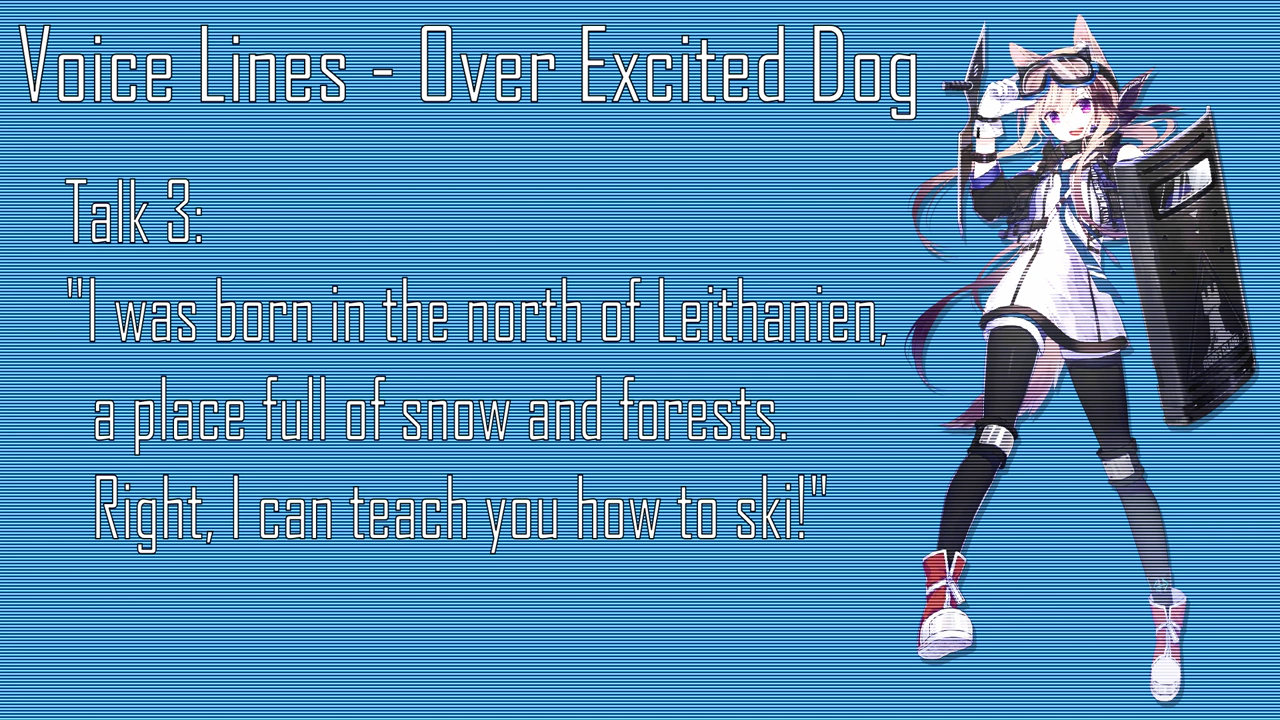 Voice Lines - Over Excited Dog
Talk 3:
"I was born in the north of Leithanien,
a place full of snow and forests.
Right, I can teach you how to ski!"